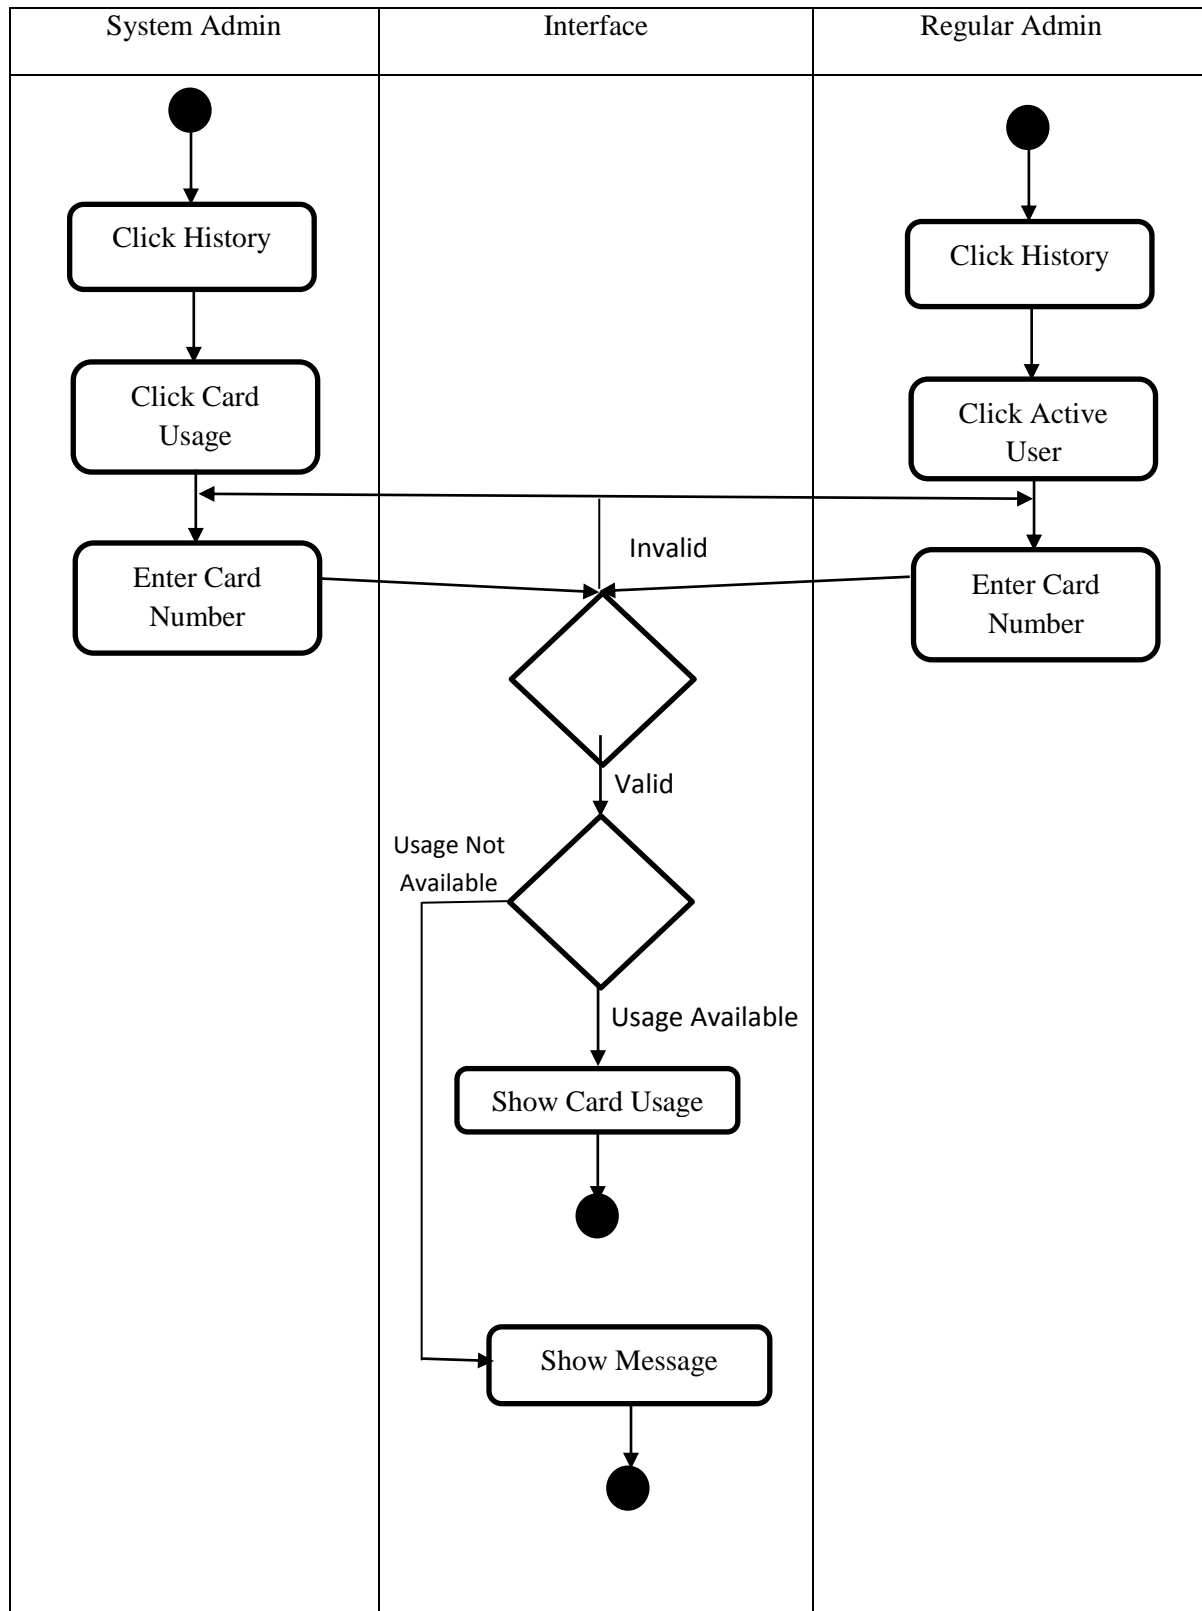 System Admin
Interface
Regular Admin
Click History
Click History
Click Card
Usage
Click Active
User
Invalid
Enter Card
Number
Enter Card
Number
Valid
Usage Not
Available
Usage Available
Show Card Usage
Show Message